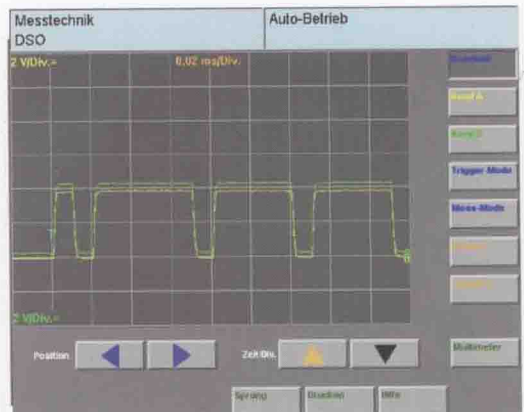 Messtechnik
DSO
Auto-Betrieb
2 V/Div.=
0,02 ms/Div.
Kanal A
Trigger-Mode
Mess-Mode
2 V/Div.=
Position
Zeit/Div.
Multimeter
Sprung
Drucken
Hilfe